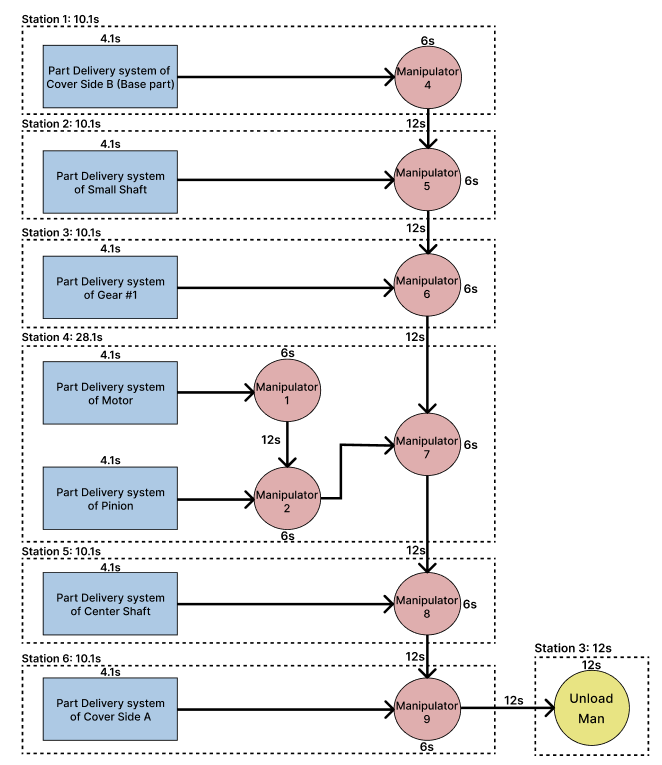 Station 1: 10.1s
4.1s
6s
Part Delivery system of
Cover Side B (Base part)
Manipulator
4
12s
Station 2: 10.1s
4.1s
Part Delivery system
of Small Shaft
Manipulator
5
6s
12s
Station 3: 10.1s
4.1s
Part Delivery system
of Gear #1
Manipulator
6
6s
12s
Station 4: 28.1s
4.1s
6s
Part Delivery system
of Motor
Manipulator
1
12s
Manipulator
7
6s
4.1s
Part Delivery system
of Pinion
Manipulator
2
6s
12s
Station 5: 10.1s
4.1s
Part Delivery system
of Center Shaft
Manipulator
8
6s
12s
Station 6: 10.1s
4.1s
Part Delivery system
of Cover Side A
Manipulator
9
6s
12s
Station 3: 12s
12s
Unload
Man